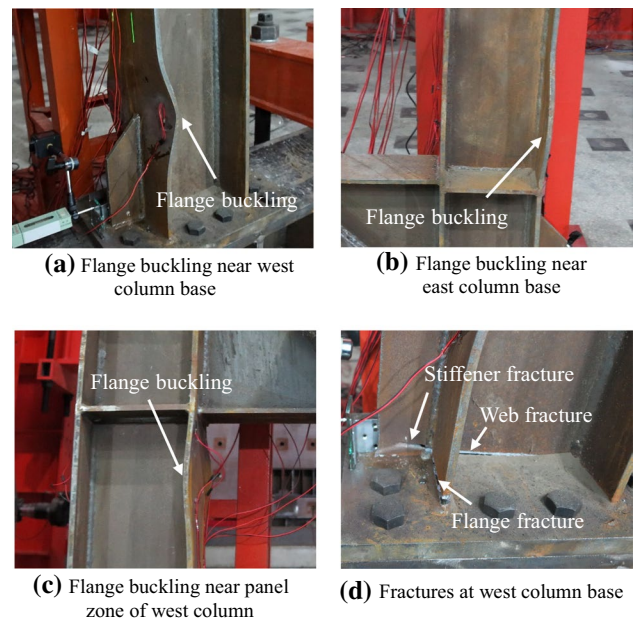 Flange buckling
Flange buckling
(a) Flange buckling near west
column base
(b) Flange buckling near
east column base
Flange buckling
Stiffener fracture
Web fracture
Flange fracture
(c) Flange buckling near panel
zone of west column
(d) Fractures at west column base